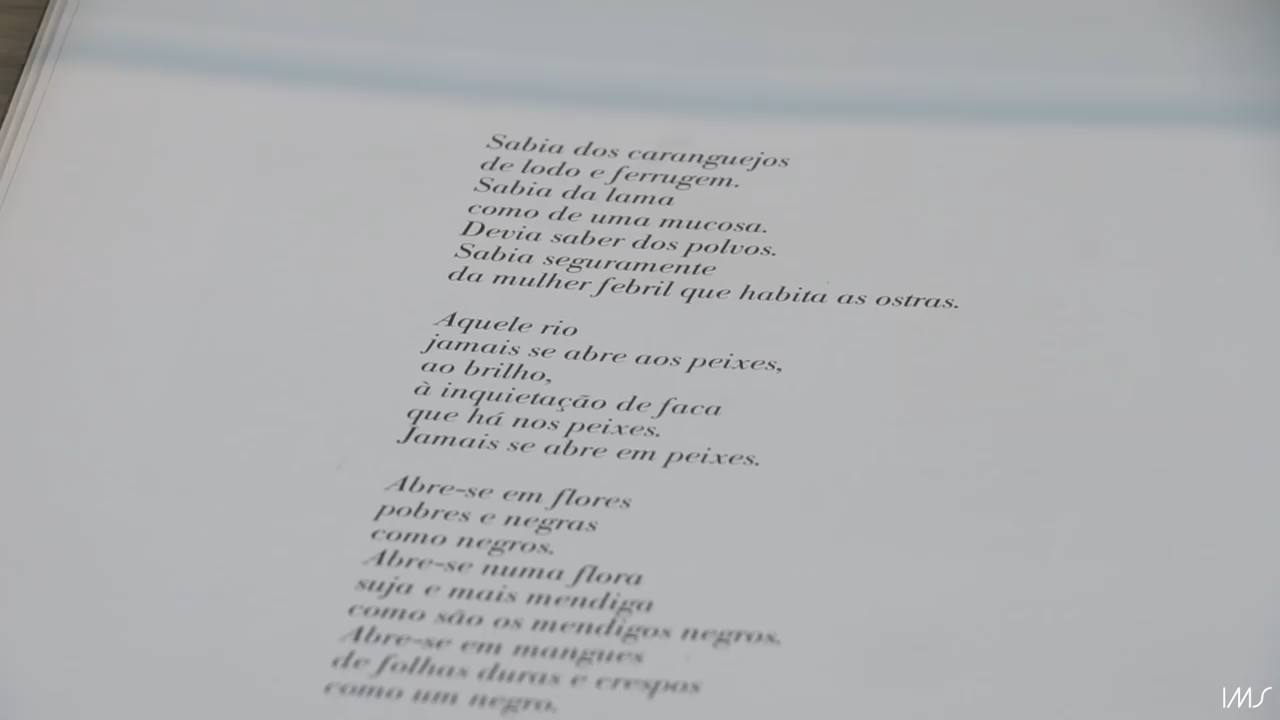 Sabia dos caranguejos
de lodo e ferrugem.
Sabia da lama
como de uma mucosa.
Devia saber dos polvos.
Sabia seguramente
da mulher febril que habita as ostras.
Aquele rio
jamais se abre aos peixes,
ao brilho,
à inquietação de faca
que há nos peixes.
Jamais se abre em peixes.
Abre-se em flores
pobres e negras
como negros.
Abre-se numa flora
suja e mais mendiga
como são os mendigos negros.
Abre-se em mangues
de folhas duras e crespos
como um negro.
IMS